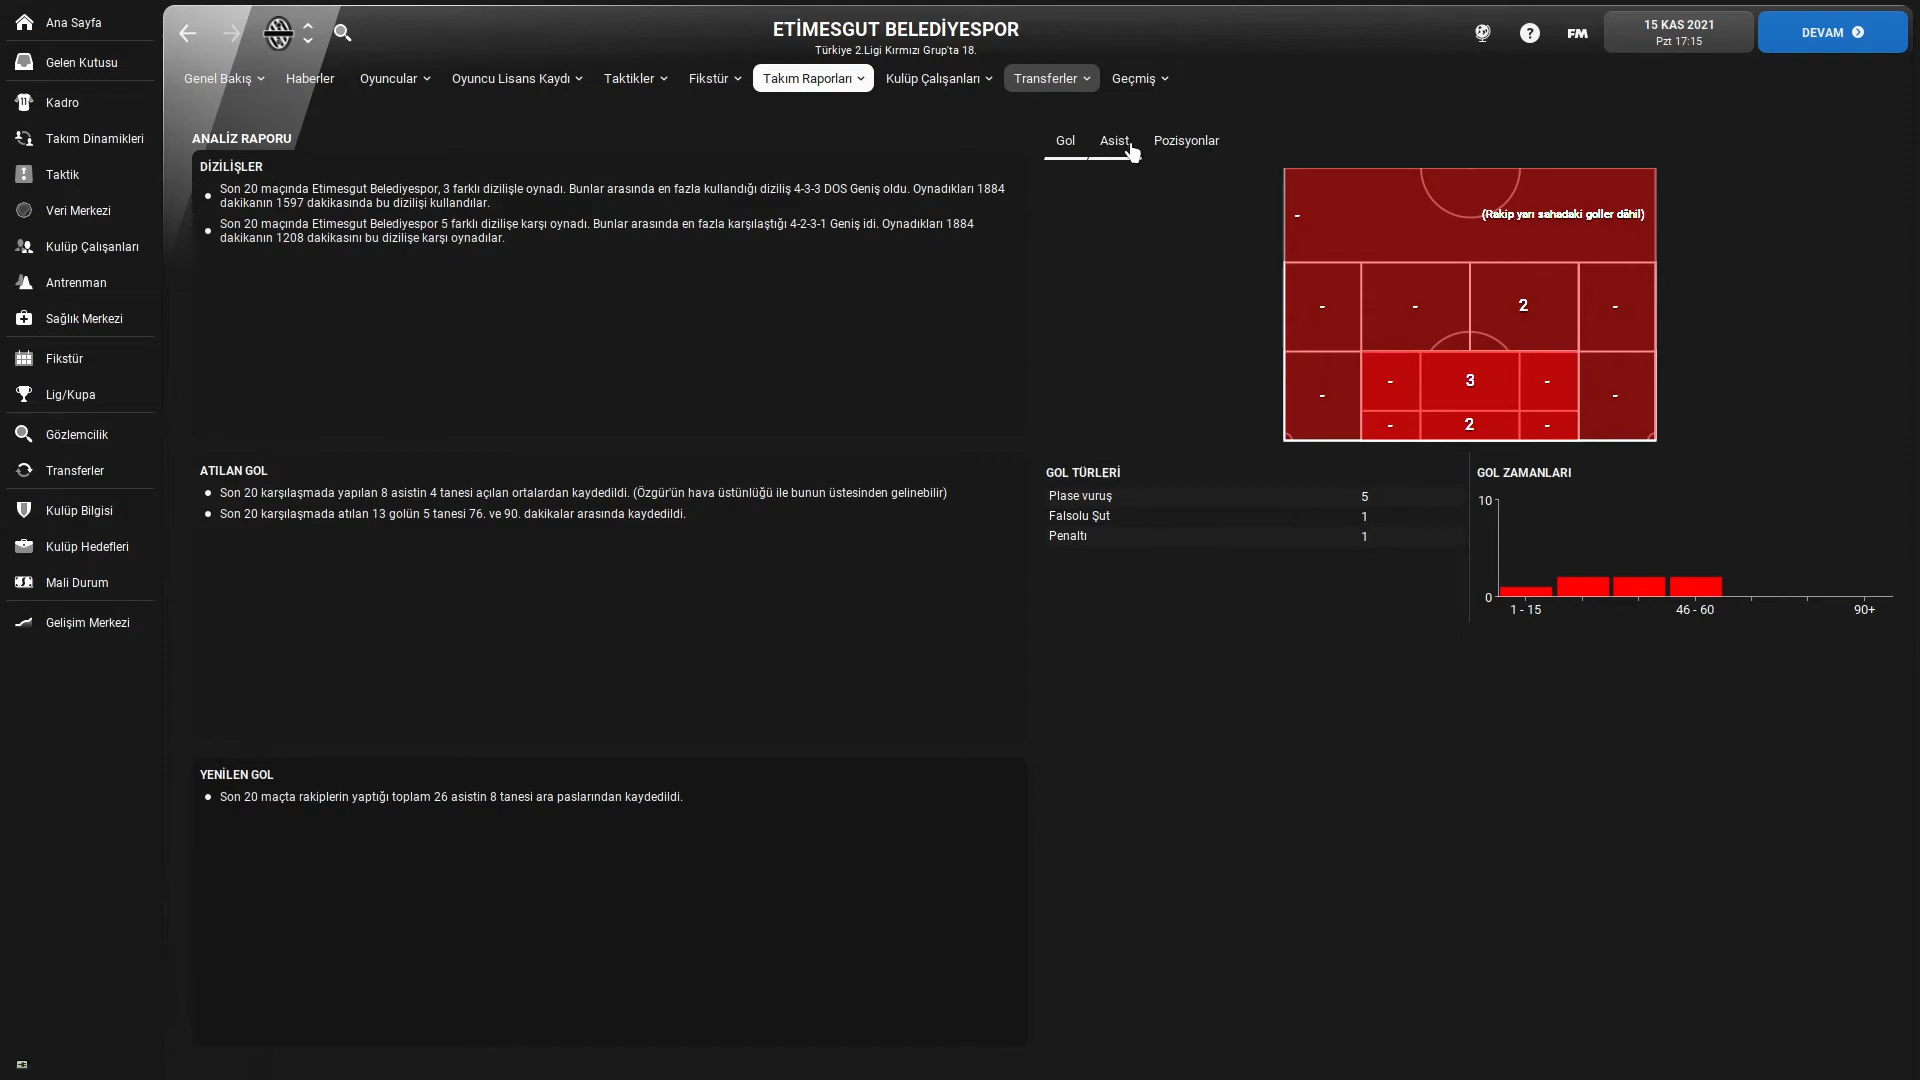 Ana Sayfa
Gelen Kutusu
Kadro
Takım Dinamikleri
Taktik
Veri Merkezi
Kulüp Çalışanları
Antrenman
Sağlık Merkezi
Fikstür
Lig/Kupa
Gözlemcilik
Transferler
Kulüp Bilgisi
Kulüp Hedefleri
Mali Durum
Gelişim Merkezi
ETİMESGUT BELEDİYESPOR
Türkiye 2.Ligi Kırmızı Grup'ta 18.
FM
15 KAS 2021
Pzt 17:15
DEVAM
Genel Bakış Haberler Oyuncular Oyuncu Lisans Kaydı Taktikler Fikstür Takım Raporları Kulüp Çalışanları Transferler Geçmiş
ANALİZ RAPORU
DİZİLİŞLER
Son 20 maçında Etimesgut Belediyespor, 3 farklı dizilişle oynadı. Bunlar arasında en fazla kullandığı diziliş 4-3-3 DOS Geniş oldu. Oynadıkları 1884
dakikanın 1597 dakikasında bu dizilişi kullandılar.
Son 20 maçında Etimesgut Belediyespor 5 farklı dizilişe karşı oynadı. Bunlar arasında en fazla karşılaştığı 4-2-3-1 Geniş idi. Oynadıkları 1884
dakikanın 1208 dakikasını bu dizilişe karşı oynadılar.
ATILAN GOL
Son 20 karşılaşmada yapılan 8 asistin 4 tanesi açılan ortalardan kaydedildi. (Özgür'ün hava üstünlüğü ile bunun üstesinden gelinebilir)
Son 20 karşılaşmada atılan 13 golün 5 tanesi 76. ve 90. dakikalar arasında kaydedildi.
YENİLEN GOL
Son 20 maçta rakiplerin yaptığı toplam 26 asistin 8 tanesi ara paslarından kaydedildi.
Gol Asist Pozisyonlar
- (Rakip yarı sahadaki goller dâhil)
- - 2 -
- - 3 - -
- 2 -
GOL TÜRLERİ
Plase vuruş 5
Falsolu Şut 1
Penaltı 1
GOL ZAMANLARI
10
0
1 - 15 46 - 60 90+